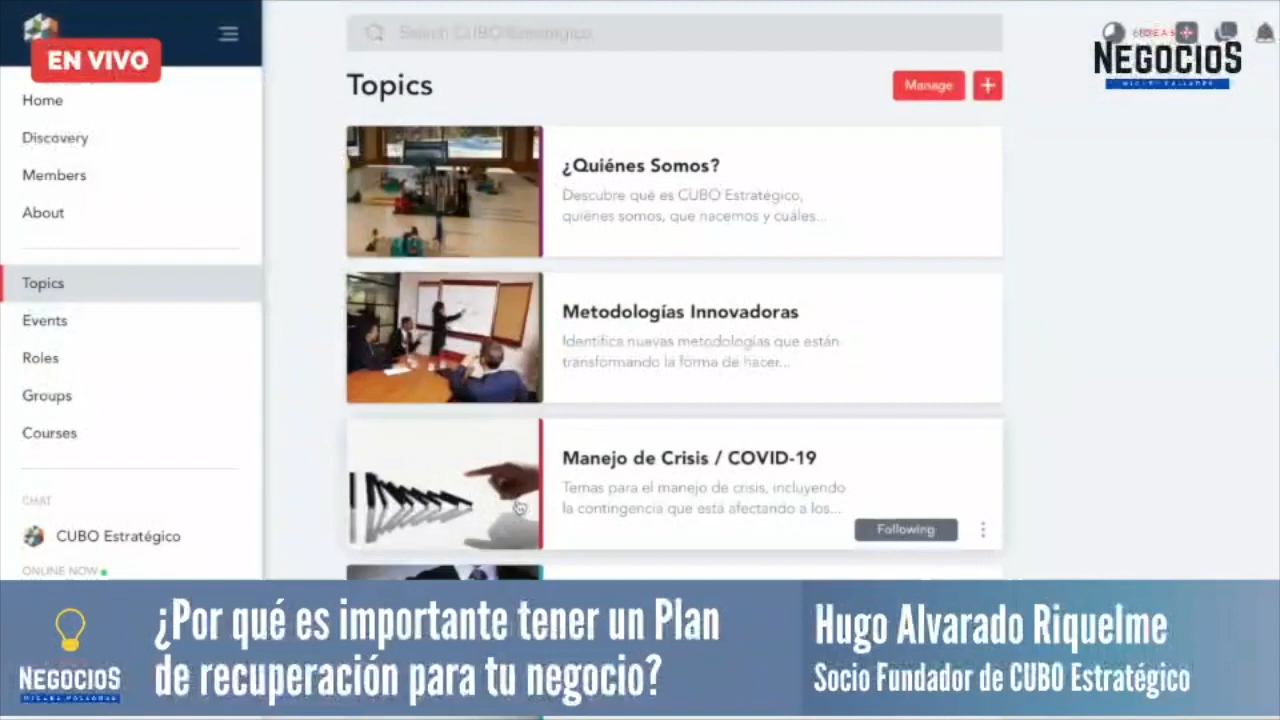 EN VIVO
Search CUBO Estratégico
NEGOCIOS
Home
Discovery
Members
About
Topics
Events
Roles
Groups
Courses
CHAT
CUBO Estratégico
ONLINE NOW
Topics
Manage
¿Quiénes Somos?
Descubre qué es CUBO Estratégico,
quiénes somos, que hacemos y cuáles...
Metodologías Innovadoras
Identifica nuevas metodologías que están
transformando la forma de hacer...
Manejo de Crisis / COVID-19
Temas para el manejo de crisis, incluyendo
la contingencia que está afectando a los...
Following
NEGOCIOS
¿Por qué es importante tener un Plan
de recuperación para tu negocio?
Hugo Alvarado Riquelme
Socio Fundador de CUBO Estratégico